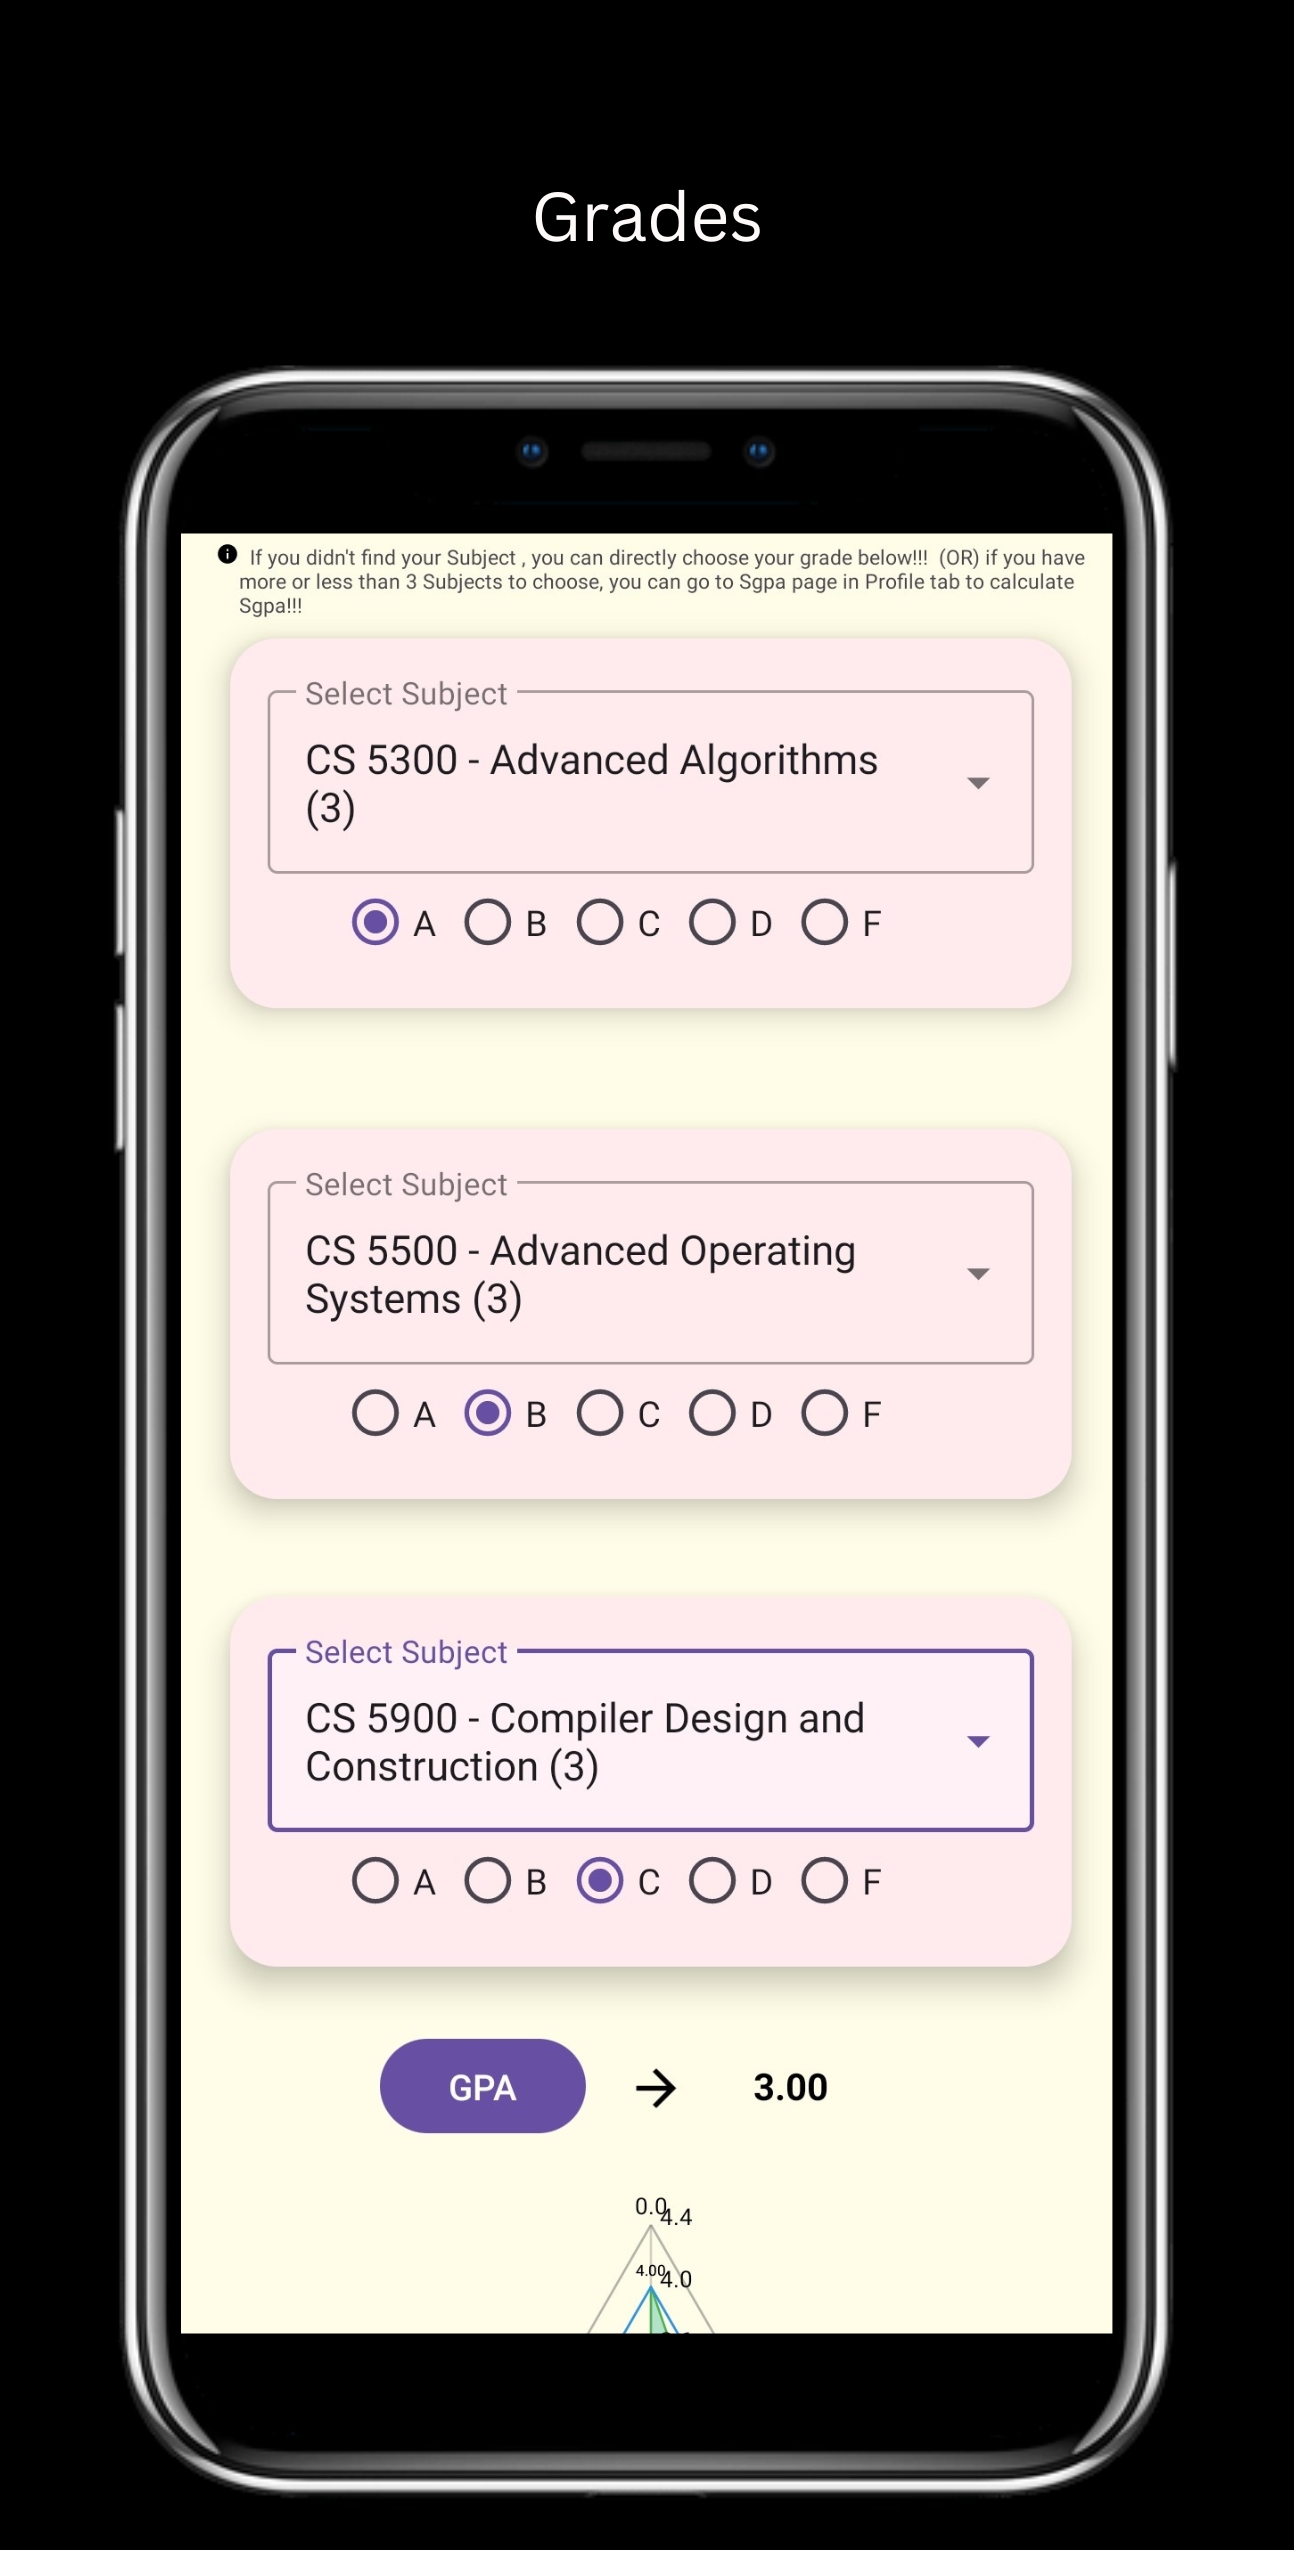 Grades
If you didn't find your Subject , you can directly choose your grade below!!!  (OR) if you have
more or less than 3 Subjects to choose, you can go to Sgpa page in Profile tab to calculate
Sgpa!!!
Select Subject
CS 5300 - Advanced Algorithms
(3)
A B C D F
Select Subject
CS 5500 - Advanced Operating
Systems (3)
A B C D F
Select Subject
CS 5900 - Compiler Design and
Construction (3)
A B C D F
GPA → 3.00
0.0
4.4
4.00
4.0